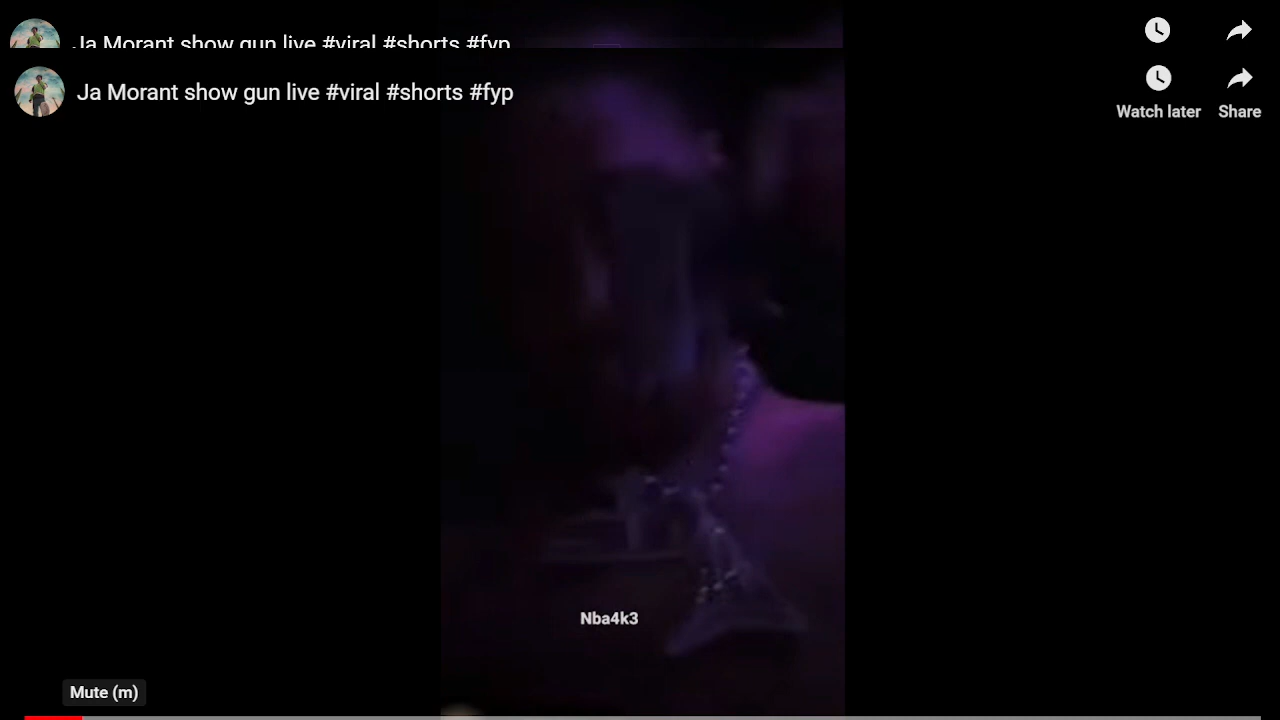 Ja Morant show gun live #viral #shorts #fyp
Ja Morant show gun live #viral #shorts #fyp
Watch later
Share
Nba4k3
Mute (m)